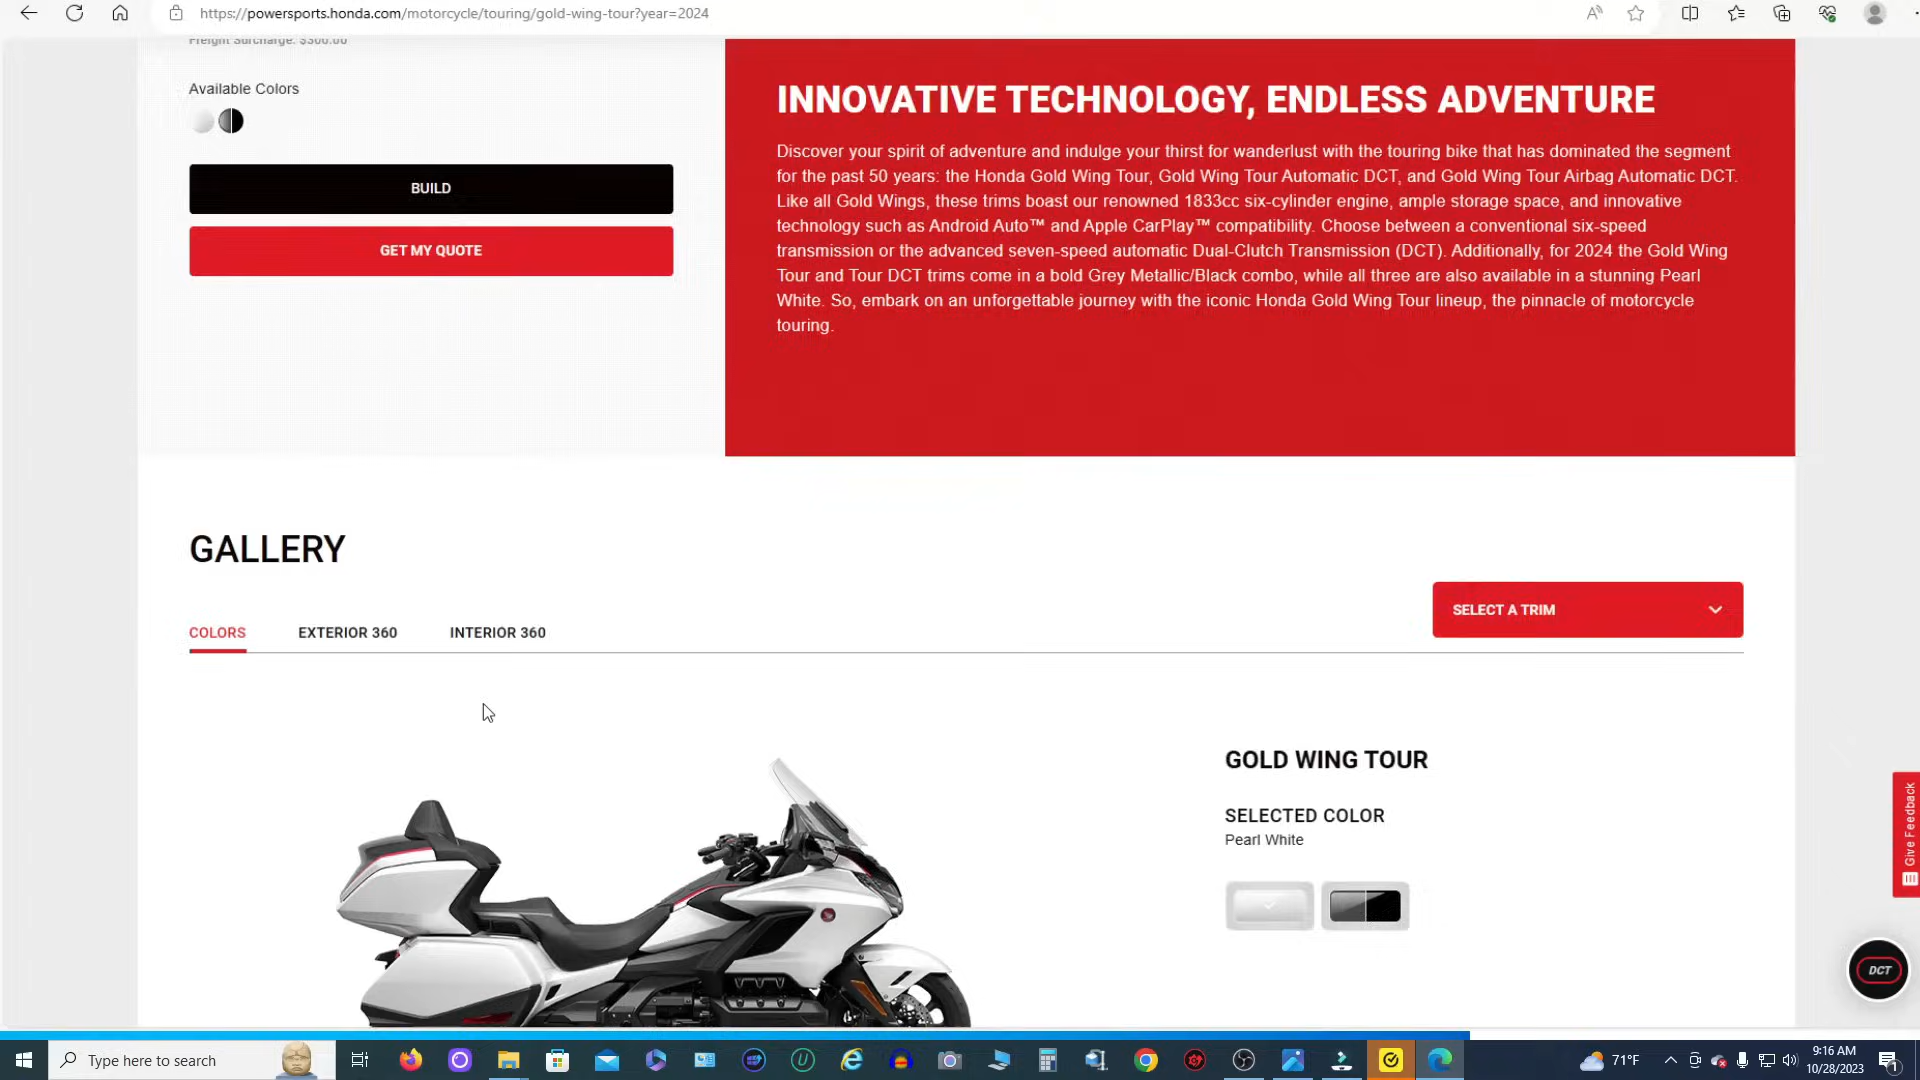 https://powersports.honda.com/motorcycle/touring/gold-wing-tour?year=2024
Freight Surcharge: $300.00
Available Colors
BUILD
GET MY QUOTE
INNOVATIVE TECHNOLOGY, ENDLESS ADVENTURE
Discover your spirit of adventure and indulge your thirst for wanderlust with the touring bike that has dominated the segment
for the past 50 years: the Honda Gold Wing Tour, Gold Wing Tour Automatic DCT, and Gold Wing Tour Airbag Automatic DCT.
Like all Gold Wings, these trims boast our renowned 1833cc six-cylinder engine, ample storage space, and innovative
technology such as Android Auto™ and Apple CarPlay™ compatibility. Choose between a conventional six-speed
transmission or the advanced seven-speed automatic Dual-Clutch Transmission (DCT). Additionally, for 2024 the Gold Wing
Tour and Tour DCT trims come in a bold Grey Metallic/Black combo, while all three are also available in a stunning Pearl
White. So, embark on an unforgettable journey with the iconic Honda Gold Wing Tour lineup, the pinnacle of motorcycle
touring.
GALLERY
SELECT A TRIM
COLORS EXTERIOR 360 INTERIOR 360
GOLD WING TOUR
SELECTED COLOR
Pearl White
Give Feedback
DCT
Type here to search
71°F
9:16 AM
10/28/2023
1